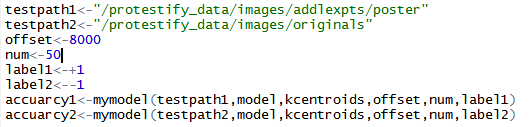 testpath1<-"/protestify_data/images/addlexpts/poster"
testpath2<-"/protestify_data/images/originals"
offset<-8000
num<-50
label1<-+1
label2<--1
accuarcy1<-mymodel(testpath1,model,kcentroids,offset,num,label1)
accuarcy2<-mymodel(testpath2,model,kcentroids,offset,num,label2)